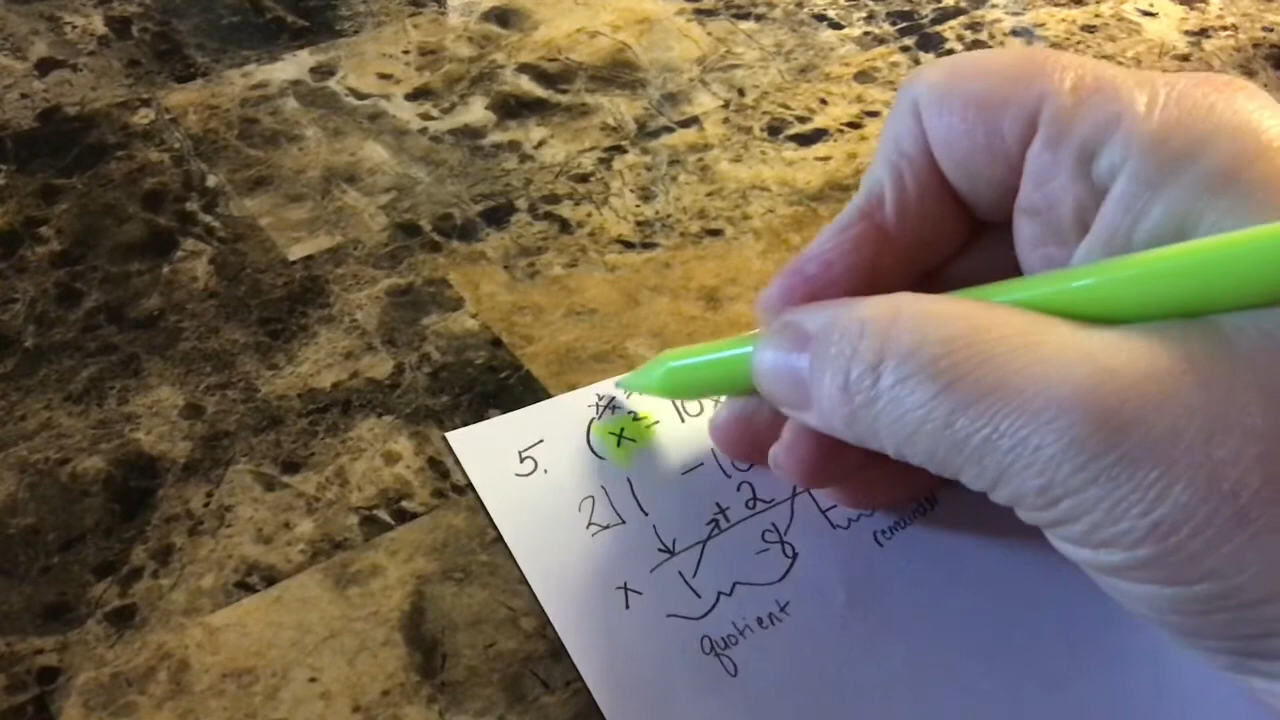 5. (x² - 10x
2 1 -10
+2
x 1 -8
quotient remainder